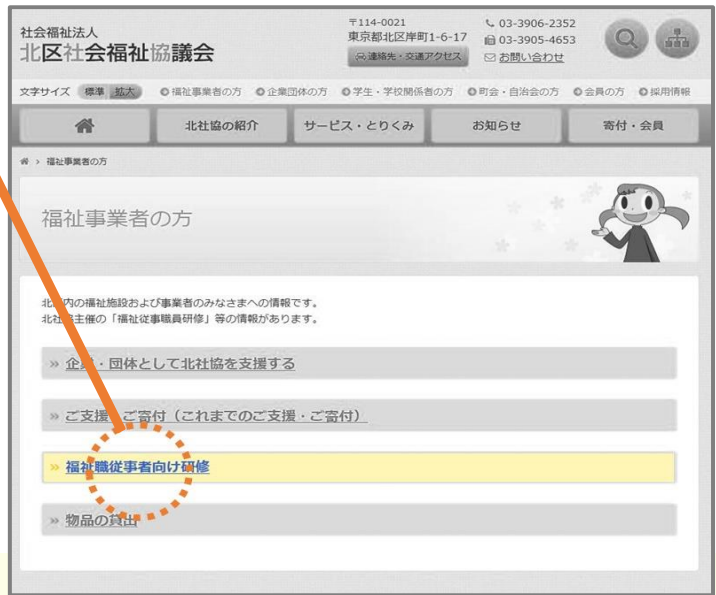 社会福祉法人
北区社会福祉協議会
〒114-0021
東京都北区岸町1-6-17
連絡先・交通アクセス
03-3906-2352
03-3905-4653
お問い合わせ
文字サイズ 標準 拡大 福祉事業者の方 企業団体の方 学生・学校関係者の方 町会・自治会の方 会員の方 採用情報
北社協の紹介 サービス・とりくみ お知らせ 寄付・会員
> 福祉事業者の方
福祉事業者の方
北区内の福祉施設および事業者のみなさまへの情報です。
北社協主催の「福祉従事職員研修」等の情報があります。
» 企業・団体として北社協を支援する
» ご支援・ご寄付（これまでのご支援・ご寄付）
» 福祉職従事者向け研修
» 物品の貸出